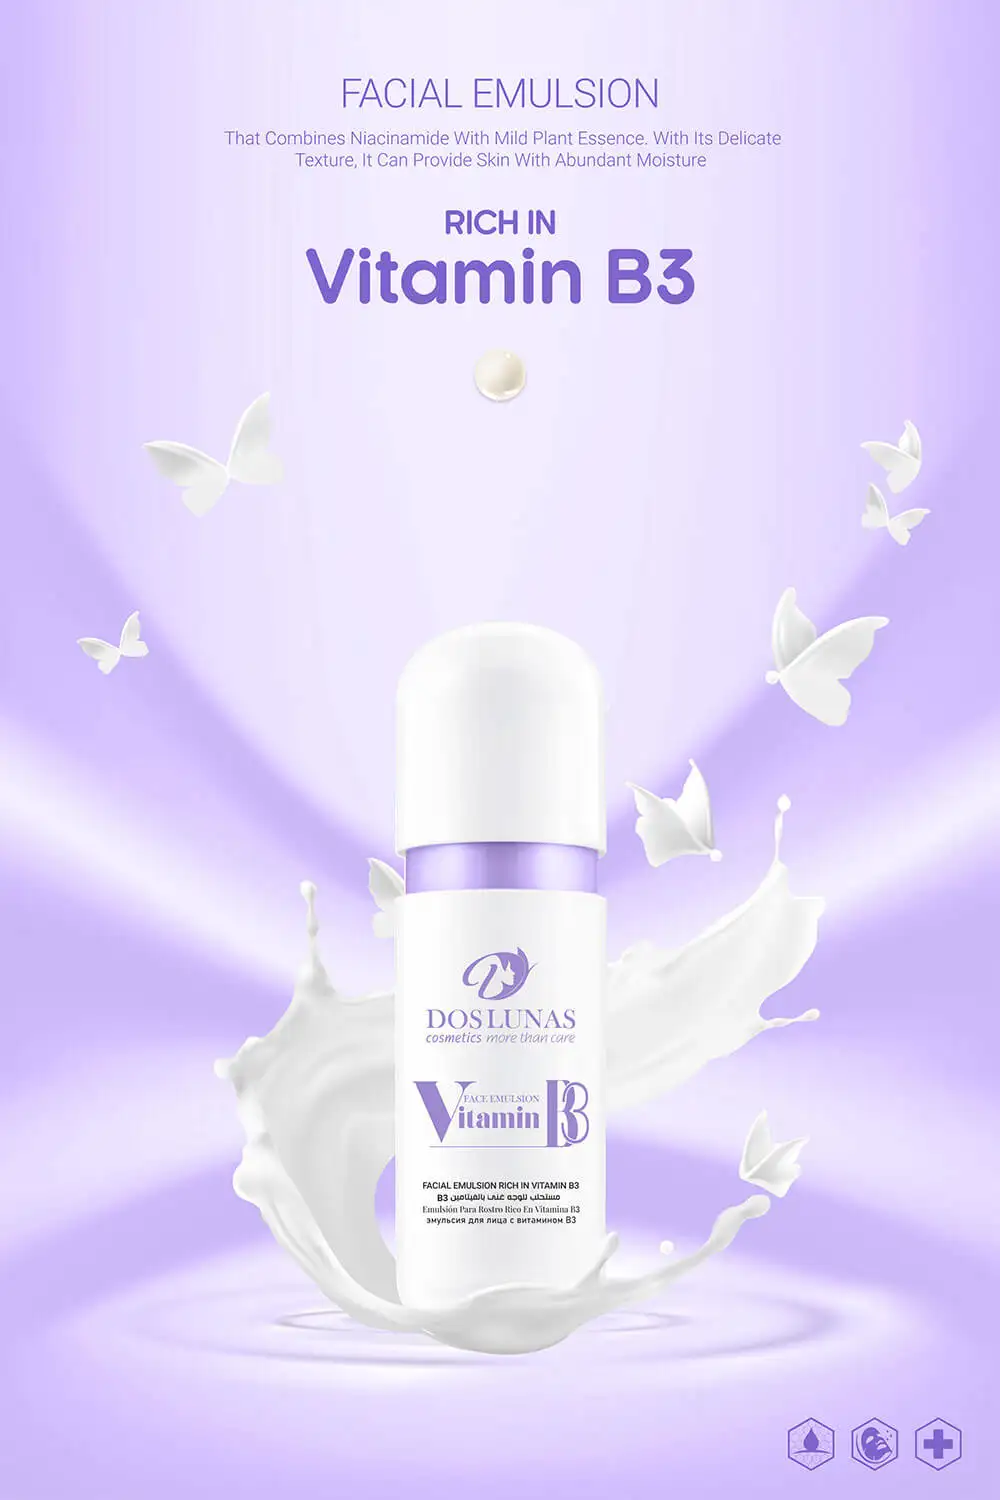 FACIAL EMULSION
That Combines Niacinamide With Mild Plant Essence. With Its Delicate
Texture, It Can Provide Skin With Abundant Moisture
RICH IN
Vitamin B3
DOS LUNAS
cosmetics more than care
FACE EMULSION
Vitamin B3
FACIAL EMULSION RICH IN VITAMIN B3
مستحلب للوجه غني بالفيتامين B3
Emulsión Para Rostro Rico En Vitamina B3
эмульсия для лица с витамином B3